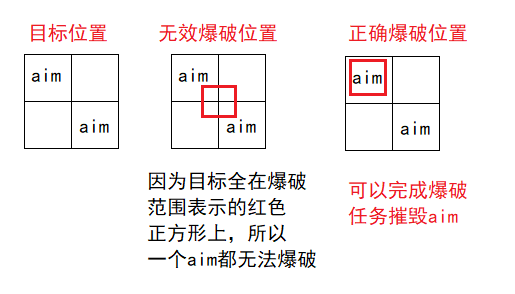 目标位置
无效爆破位置
正确爆破位置
aim
aim
aim
aim
aim
aim
因为目标全在爆破
范围表示的红色
正方形上，所以
一个aim都无法爆破
可以完成爆破
任务摧毁aim